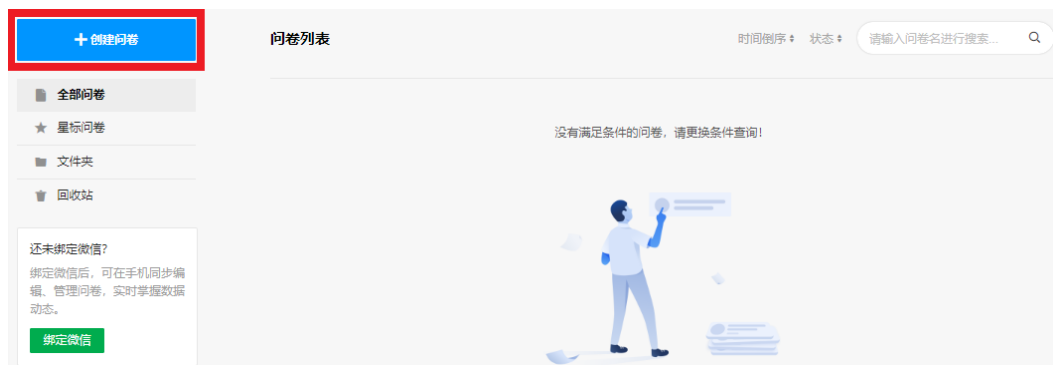 创建问卷
问卷列表
时间倒序 状态 请输入问卷名进行搜索...
全部问卷
星标问卷
文件夹
回收站
没有满足条件的问卷，请更换条件查询!
还未绑定微信?
绑定微信后，可在手机同步编
辑、管理问卷，实时掌握数据
动态。
绑定微信